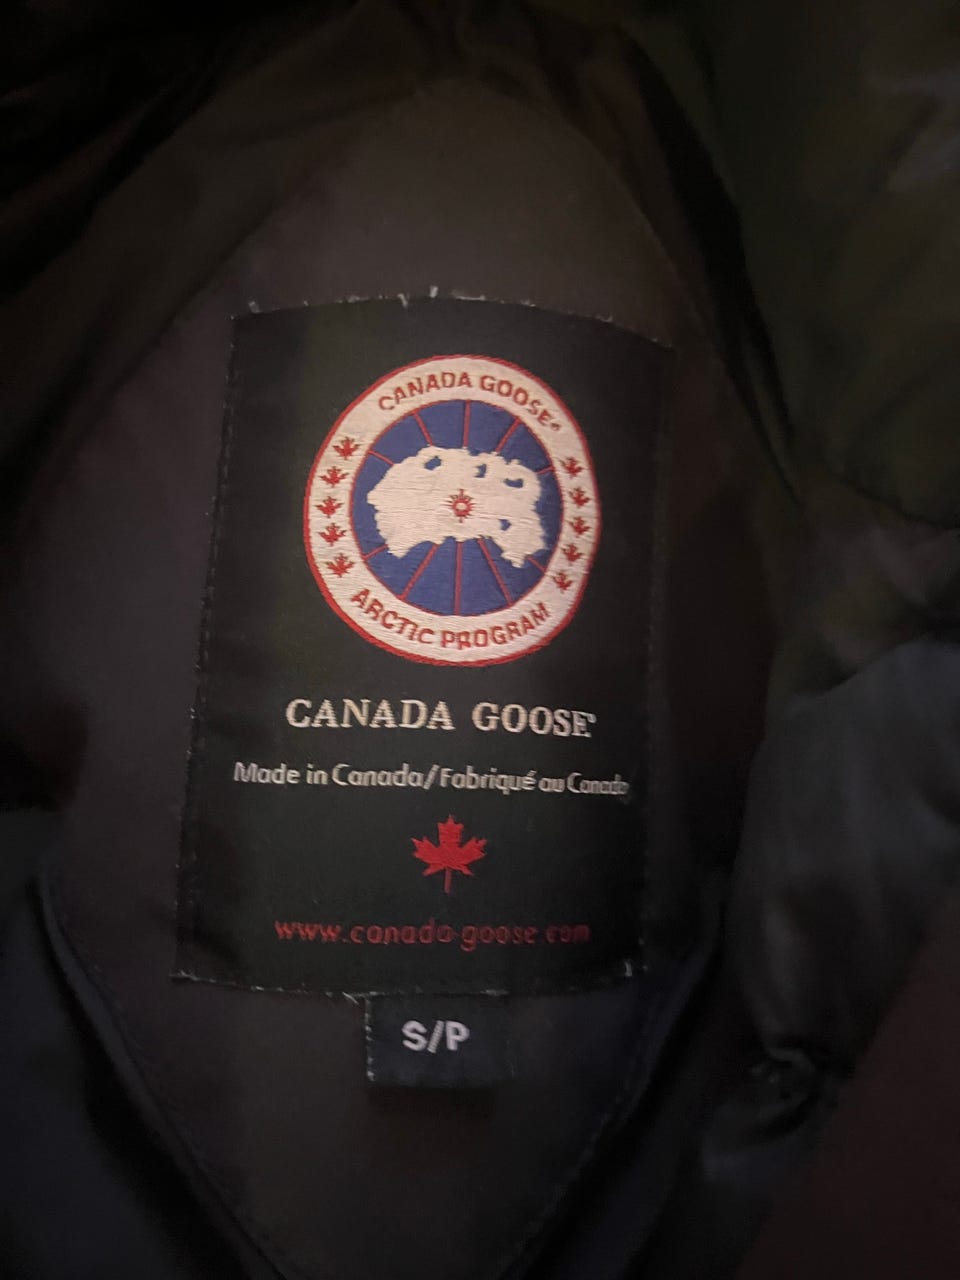 CANADA GOOSE®
ARCTIC PROGRAM
CANADA GOOSE®
Made in Canada/Fabriqué au Canada
www.canada-goose.com
S/P